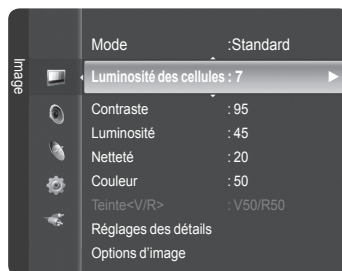 Image
Mode :Standard
Luminosité des cellules : 7
Contraste : 95
Luminosité : 45
Netteté : 20
Couleur : 50
Teinte<V/R> : V50/R50
Réglages des détails
Options d'image